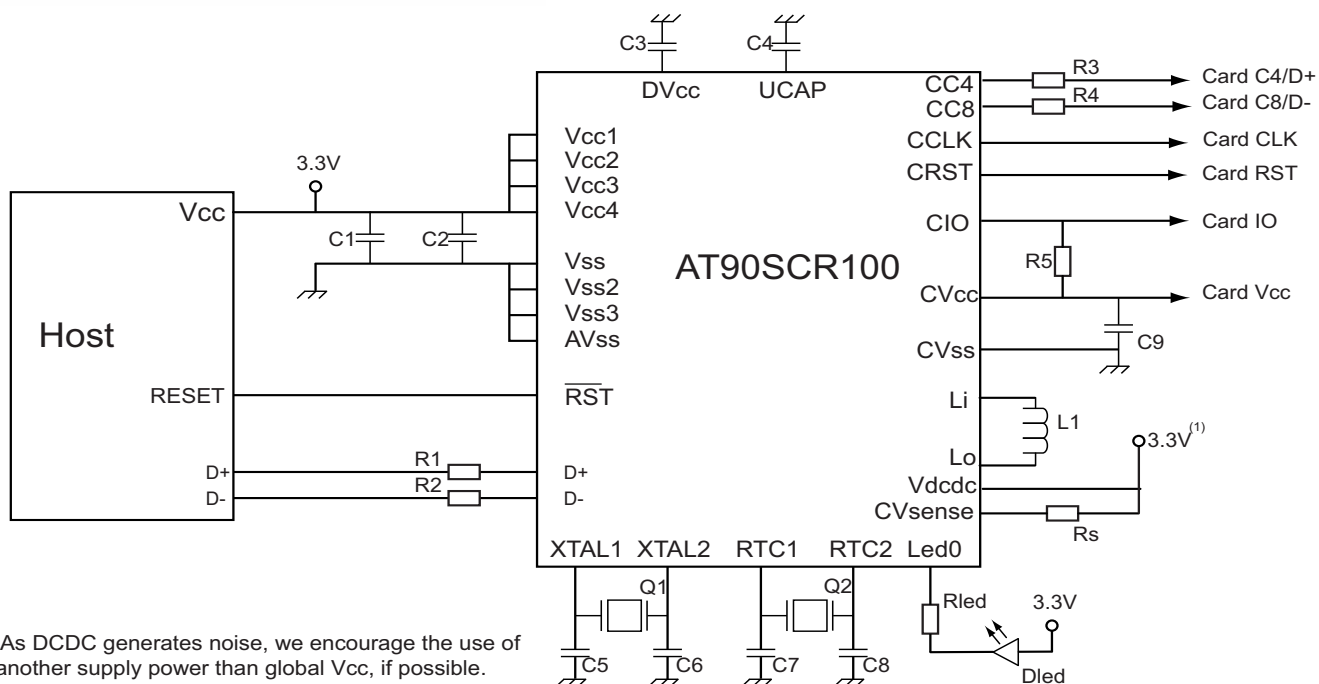 C3
C4
DVcc
UCAP
CC4
CC8
CCLK
CRST
CIO
CVcc
CVss
Li
Lo
Vdcdc
CVsense
R3
R4
Card C4/D+
Card C8/D-
Card CLK
Card RST
Card IO
R5
Card Vcc
C9
L1
3.3V(1)
Rs
Vcc1
Vcc2
Vcc3
Vcc4
Vss
Vss2
Vss3
AVss
RST
D+
D-
AT90SCR100
3.3V
C1
C2
Vcc
Host
RESET
D+
D-
R1
R2
XTAL1
XTAL2
RTC1
RTC2
Led0
Q1
Q2
C5
C6
C7
C8
Rled
3.3V
Dled
As DCDC generates noise, we encourage the use of
another supply power than global Vcc, if possible.